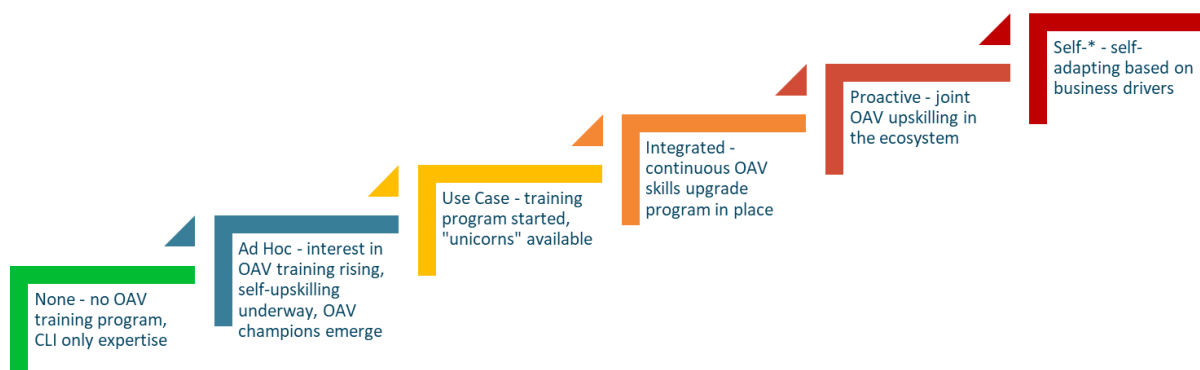 None - no OAV
training program,
CLI only expertise
Ad Hoc - interest in
OAV training rising,
self-upskilling
underway, OAV
champions emerge
Use Case - training
program started,
"unicorns" available
Integrated -
continuous OAV
skills upgrade
program in place
Proactive - joint
OAV upskilling in
the ecosystem
Self-* - self-
adapting based on
business drivers